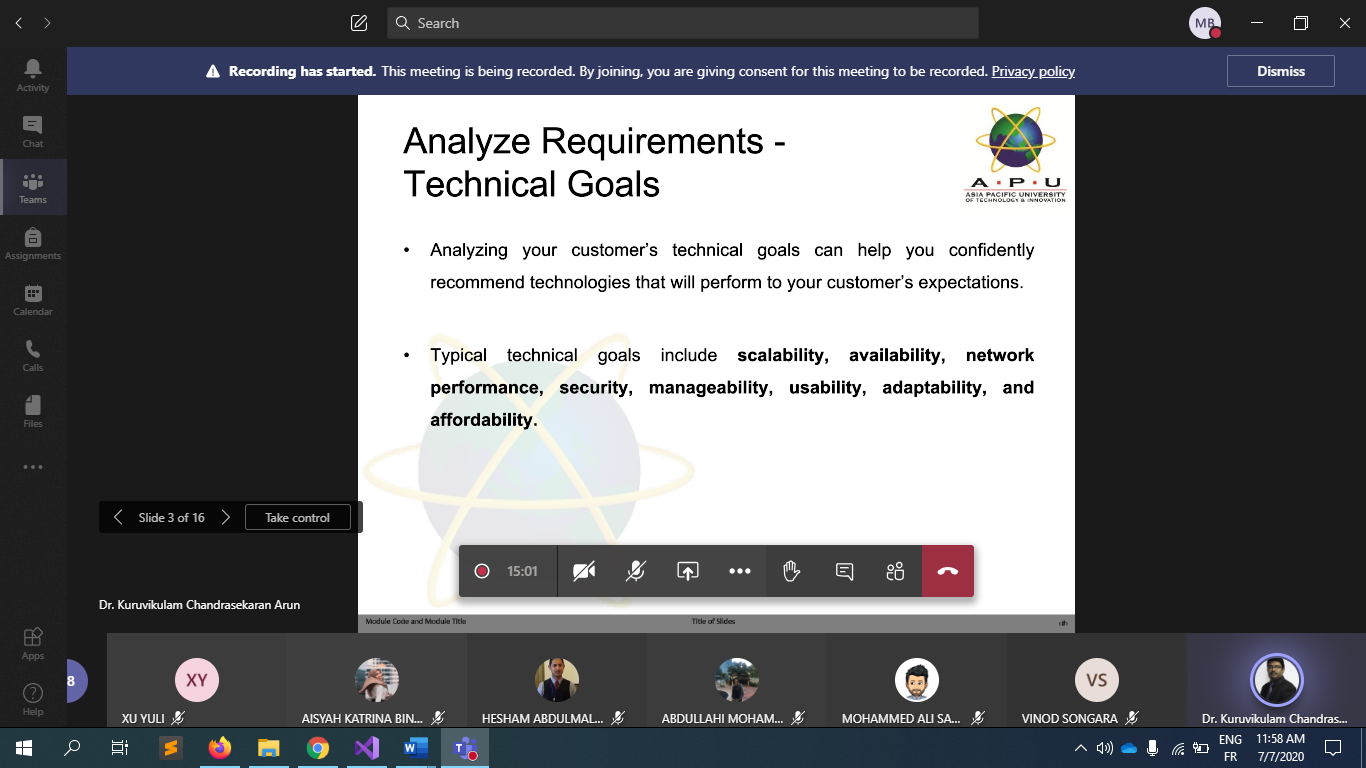 Search
MB
Recording has started. This meeting is being recorded. By joining, you are giving consent for this meeting to be recorded. Privacy policy
Dismiss
Activity
Chat
Teams
Assignments
Calendar
Calls
Files
Apps
Help
Analyze Requirements -
Technical Goals
A • P • U
ASIA PACIFIC UNIVERSITY
OF TECHNOLOGY & INNOVATION
• Analyzing your customer's technical goals can help you confidently
recommend technologies that will perform to your customer's expectations.
• Typical technical goals include scalability, availability, network
performance, security, manageability, usability, adaptability, and
affordability.
Slide 3 of 16
Take control
15:01
Dr. Kuruvikulam Chandrasekaran Arun
Module Code and Module Title
Title of Slides
8
XY
VS
XU YULI
AISYAH KATRINA BIN...
HESHAM ABDULMAL...
ABDULLAHI MOHAM...
MOHAMMED ALI SA...
VINOD SONGARA
Dr. Kuruvikulam Chandras...
ENG
FR
11:58 AM
7/7/2020